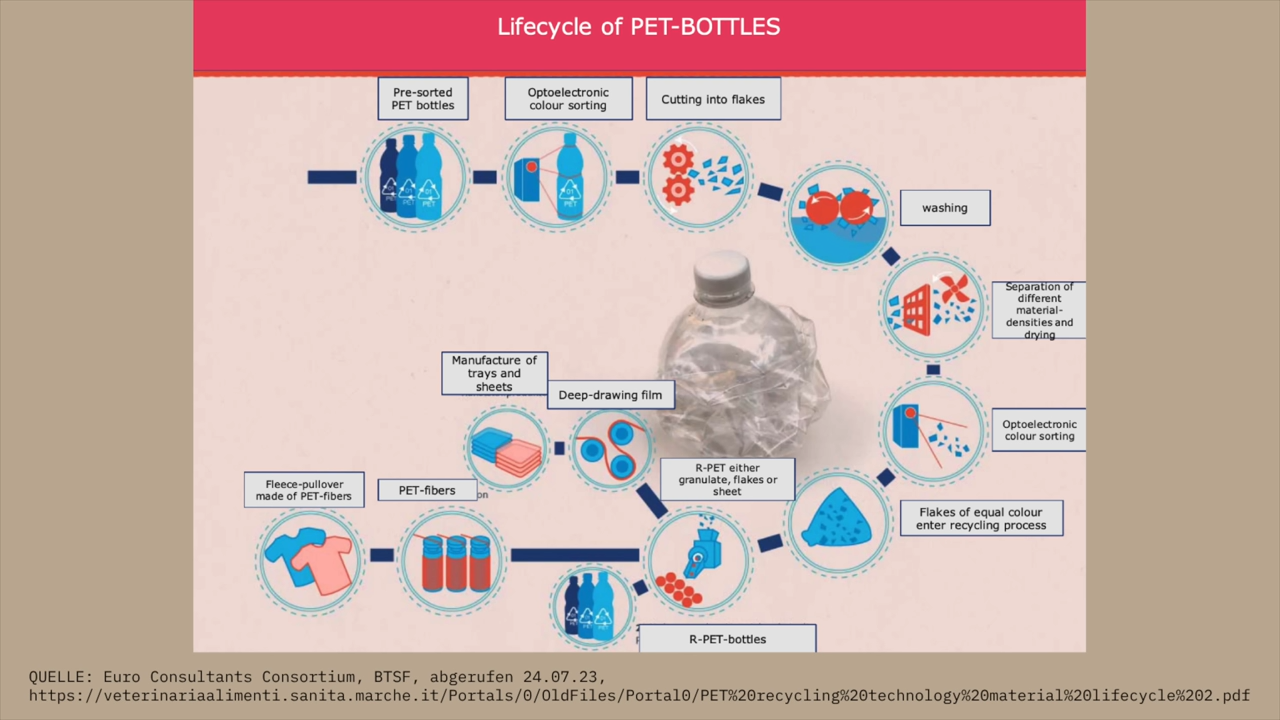 Lifecycle of PET-BOTTLES
Pre-sorted
PET bottles
Optoelectronic
colour sorting
Cutting into flakes
washing
Separation of
different
material-
densities and
drying
Manufacture of
trays and
sheets
Deep-drawing film
Optoelectronic
colour sorting
R-PET either
granulate, flakes or
sheet
Fleece-pullover
made of PET-fibers
PET-fibers
on
Flakes of equal colour
enter recycling process
R-PET-bottles
QUELLE: Euro Consultants Consortium, BTSF, abgerufen 24.07.23,
https://veterinariaalimenti.sanita.marche.it/Portals/0/OldFiles/Portal0/PET%20recycling%20technology%20material%20lifecycle%202.pdf